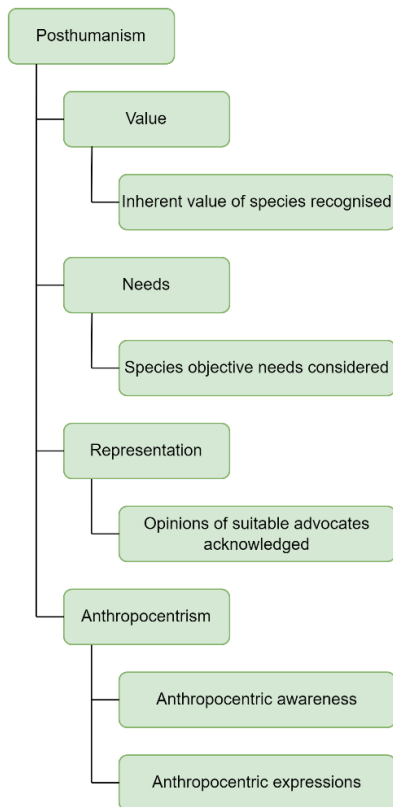 Posthumanism
Value
Inherent value of species recognised
Needs
Species objective needs considered
Representation
Opinions of suitable advocates
acknowledged
Anthropocentrism
Anthropocentric awareness
Anthropocentric expressions